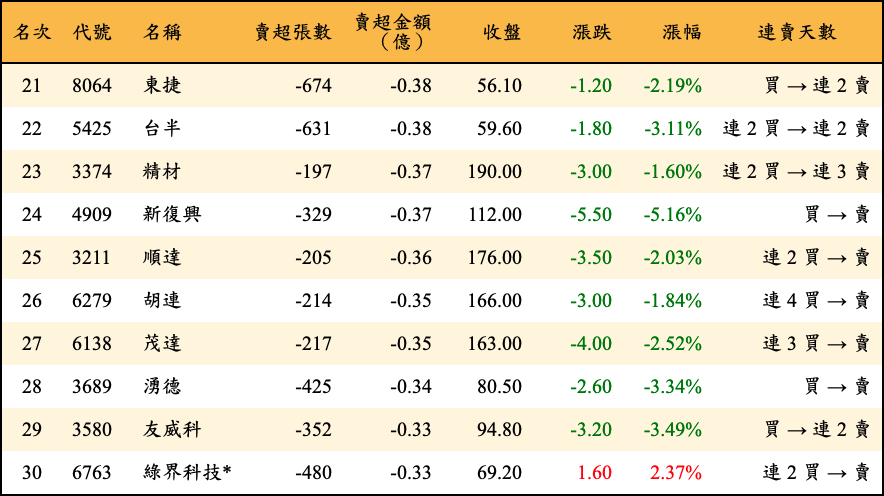 名次 代號 名稱 賣超張數 賣超金額（億） 收盤 漲跌 漲幅 連賣天數
21 8064 東捷 -674 -0.38 56.10 -1.20 -2.19% 買 → 連 2 賣
22 5425 台半 -631 -0.38 59.60 -1.80 -3.11% 連 2 買 → 連 2 賣
23 3374 精材 -197 -0.37 190.00 -3.00 -1.60% 連 2 買 → 連 3 賣
24 4909 新復興 -329 -0.37 112.00 -5.50 -5.16% 買 → 賣
25 3211 順達 -205 -0.36 176.00 -3.50 -2.03% 連 2 買 → 賣
26 6279 胡連 -214 -0.35 166.00 -3.00 -1.84% 連 4 買 → 賣
27 6138 茂達 -217 -0.35 163.00 -4.00 -2.52% 連 3 買 → 賣
28 3689 湧德 -425 -0.34 80.50 -2.60 -3.34% 買 → 賣
29 3580 友威科 -352 -0.33 94.80 -3.20 -3.49% 買 → 連 2 賣
30 6763 綠界科技* -480 -0.33 69.20 1.60 2.37% 連 2 買 → 賣